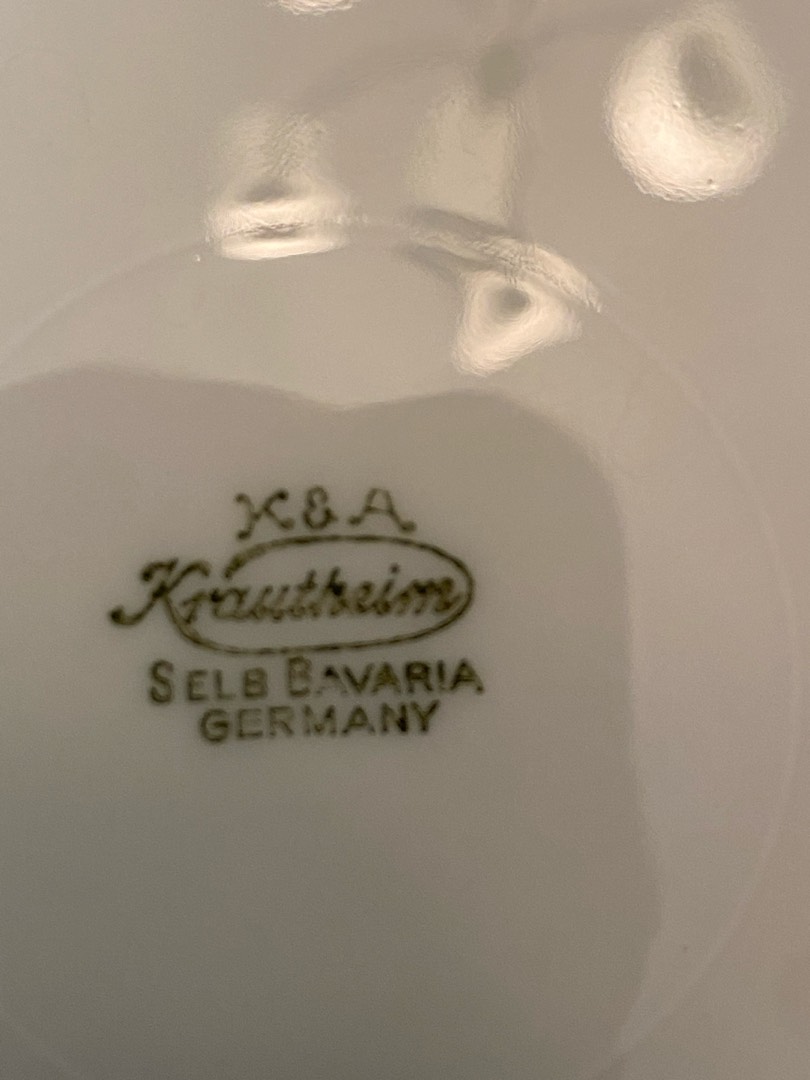 K & A
Krautheim
SELB BAVARIA
GERMANY